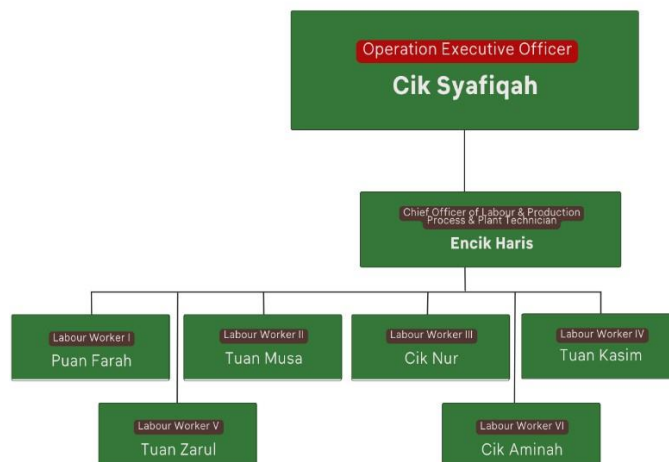 Operation Executive Officer
Cik Syafiqah
Chief Officer of Labour & Production
Process & Plant Technician
Encik Haris
Labour Worker I
Puan Farah
Labour Worker II
Tuan Musa
Labour Worker III
Cik Nur
Labour Worker IV
Tuan Kasim
Labour Worker V
Tuan Zarul
Labour Worker VI
Cik Aminah